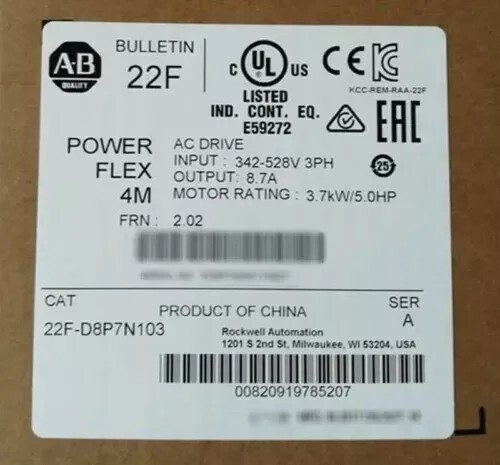 A-B
QUALITY
BULLETIN
22F
C UL US
LISTED
IND. CONT. EQ.
E59272
CE
KCC-REM-RAA-22F
EAC
25
POWER
FLEX
4M
AC DRIVE
INPUT : 342-528V 3PH
OUTPUT: 8.7A
MOTOR RATING : 3.7kW/5.0HP
FRN : 2.02
CAT
22F-D8P7N103
PRODUCT OF CHINA
Rockwell Automation
1201 S 2nd St, Milwaukee, WI 53204, USA
SER
A
00820919785207